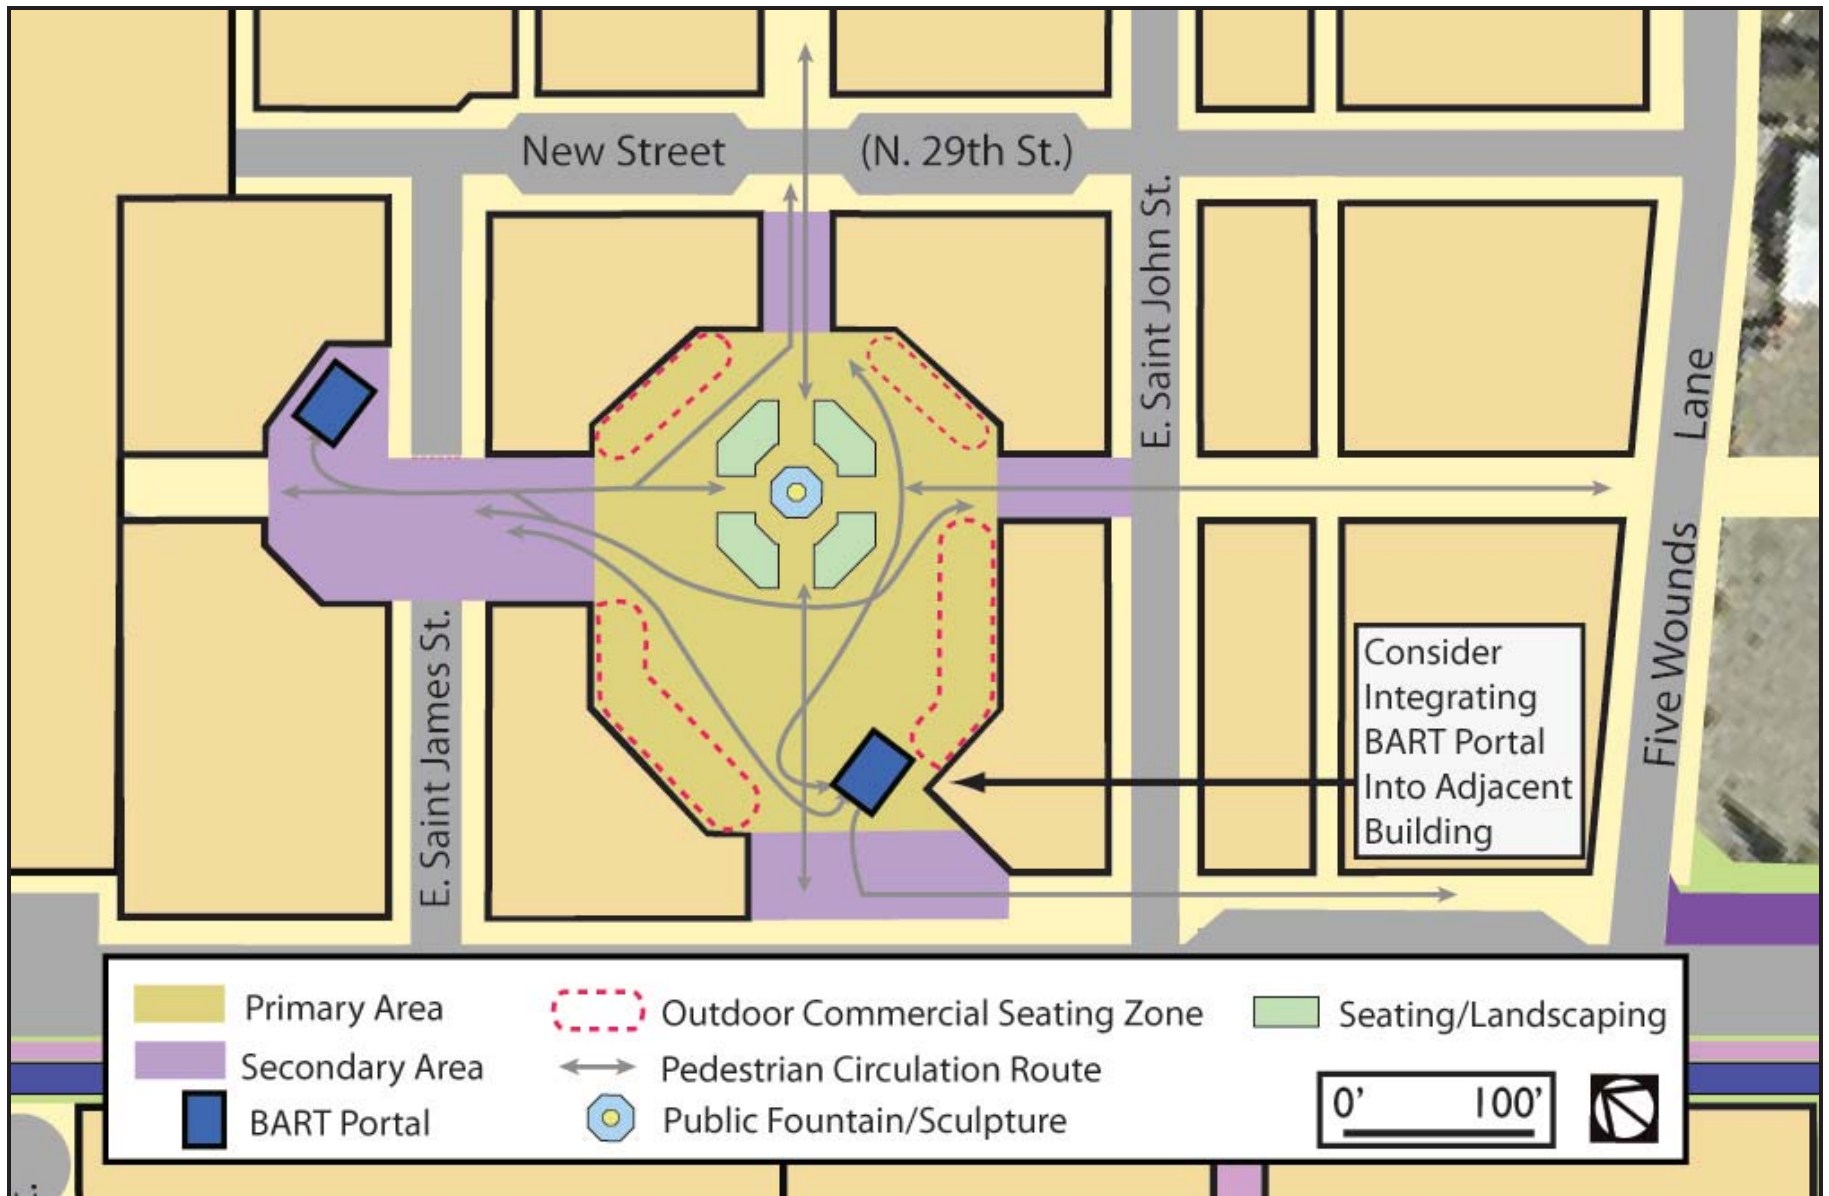 New Street (N. 29th St.)
E. Saint John St.
Five Wounds Lane
E. Saint James St.
Consider
Integrating
BART Portal
Into Adjacent
Building
Primary Area
Secondary Area
BART Portal
Outdoor Commercial Seating Zone
Pedestrian Circulation Route
Public Fountain/Sculpture
Seating/Landscaping
0' 100'